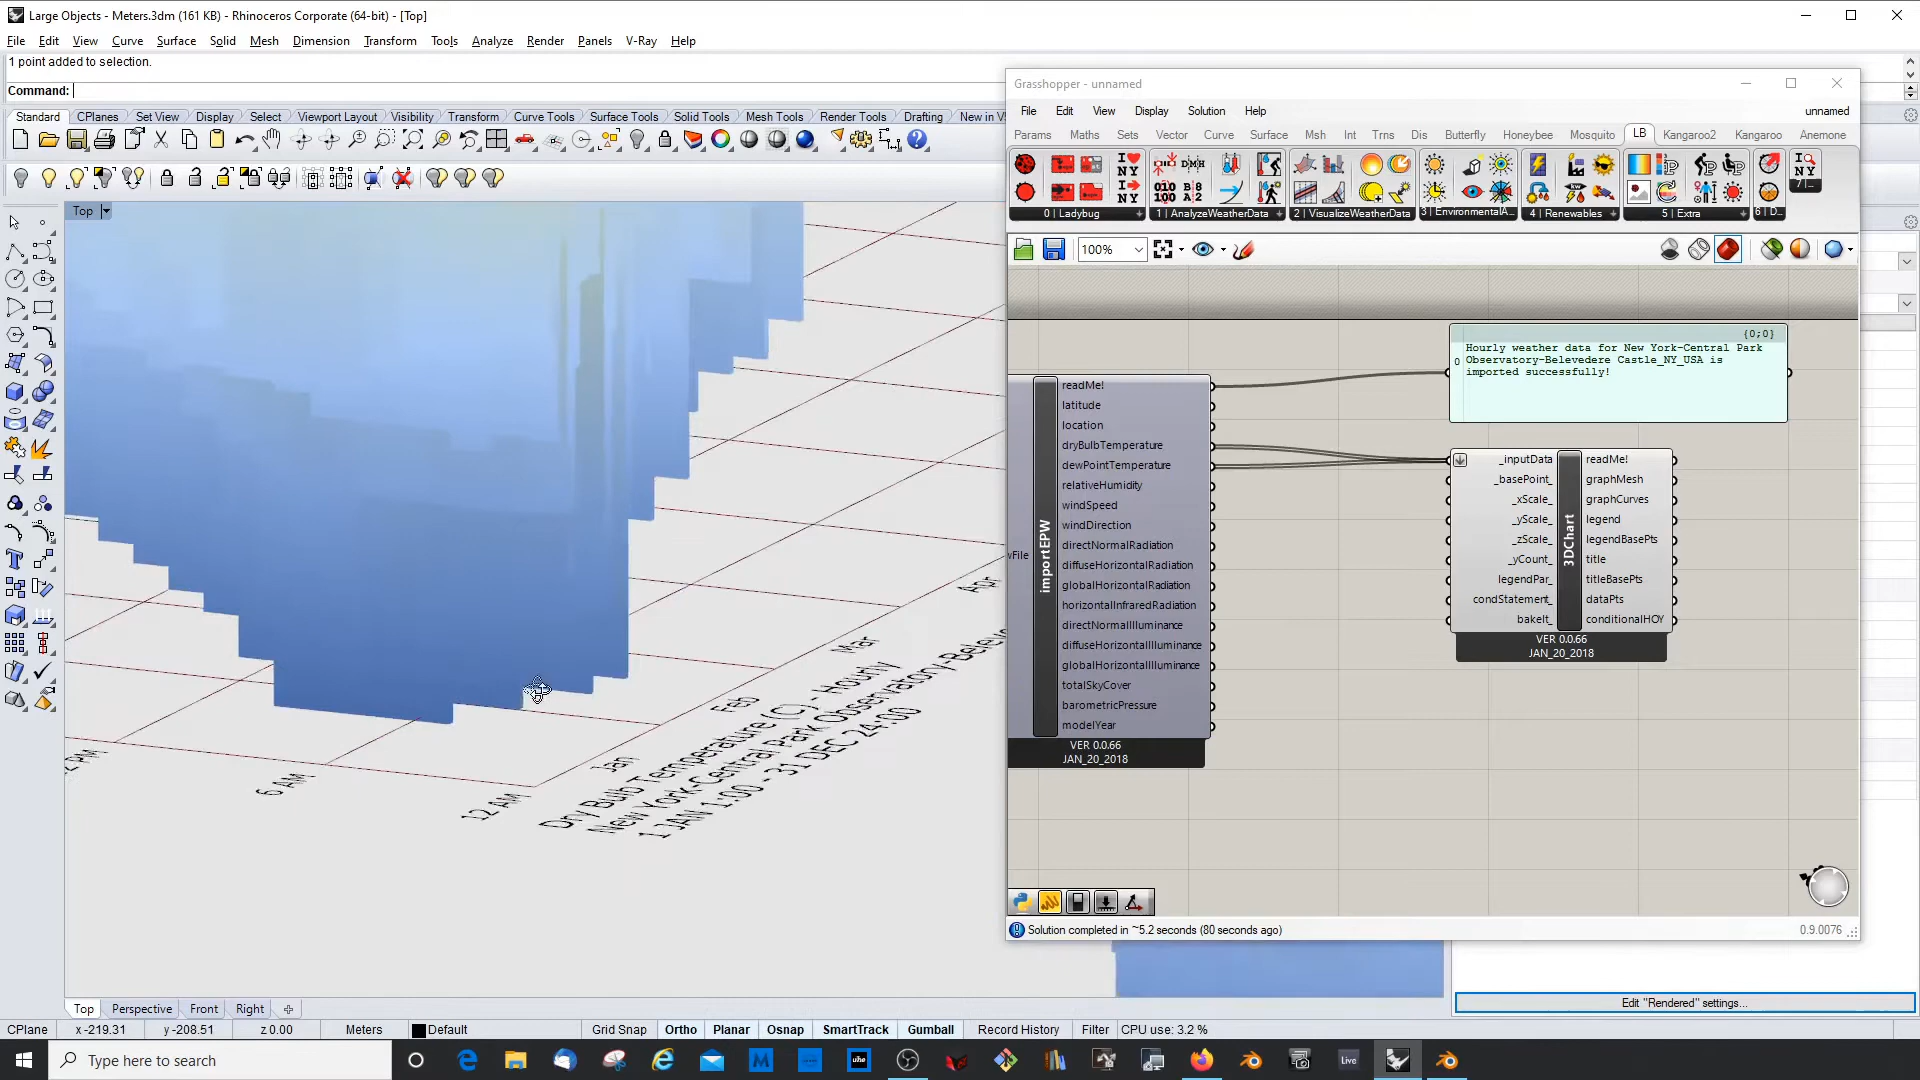 Large Objects - Meters.3dm (161 KB) - Rhinoceros Corporate (64-bit) - [Top]
File Edit View Curve Surface Solid Mesh Dimension Transform Tools Analyze Render Panels V-Ray Help
1 point added to selection.
Command:
Standard CPlanes Set View Display Select Viewport Layout Visibility Transform Curve Tools Surface Tools Solid Tools Mesh Tools Render Tools Drafting New in V
Top
12 AM
6 AM
Jan
Feb
Mar
Apr
Dry Bulb Temperature (C) - Hourly
New York-Central Park Observatory-Beleve
1 JAN 1:00 - 31 DEC 24:00
Grasshopper - unnamed
File Edit View Display Solution Help unnamed
Params Maths Sets Vector Curve Surface Msh Int Trns Dis Butterfly Honeybee Mosquito LB Kangaroo2 Kangaroo Anemone
0 | Ladybug 1 | AnalyzeWeatherData 2 | VisualizeWeatherData 3 | EnvironmentalA... 4 | Renewables 5 | Extra 6 | D... 7 |...
100%
{0;0}
0 Hourly weather data for New York-Central Park
Observatory-Belevedere Castle_NY_USA is
imported successfully!
importEPW
readMe!
latitude
location
dryBulbTemperature
dewPointTemperature
relativeHumidity
windSpeed
windDirection
directNormalRadiation
diffuseHorizontalRadiation
globalHorizontalRadiation
horizontalInfraredRadiation
directNormalIlluminance
diffuseHorizontalIlluminance
globalHorizontalIlluminance
totalSkyCover
barometricPressure
modelYear
VER 0.0.66
JAN_20_2018
3DChart
_inputData readMe!
_basePoint_ graphMesh
_xScale_ graphCurves
_yScale_ legend
_zScale_ legendBasePts
_yCount_ title
legendPar_ titleBasePts
condStatement_ dataPts
bakeIt_ conditionalHOY
VER 0.0.66
JAN_20_2018
Solution completed in ~5.2 seconds (80 seconds ago) 0.9.0076
Edit "Rendered" settings...
Top Perspective Front Right
CPlane x -219.31 y -208.51 z 0.00 Meters Default Grid Snap Ortho Planar Osnap SmartTrack Gumball Record History Filter CPU use: 3.2 %
Type here to search
Live